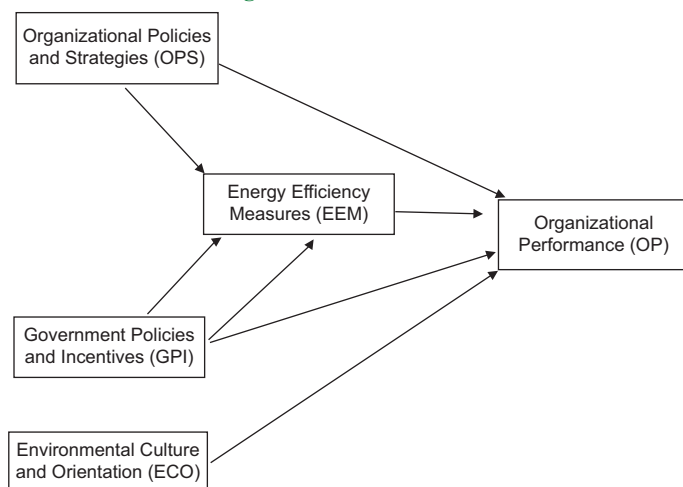 Organizational Policies
and Strategies (OPS)
Energy Efficiency
Measures (EEM)
Organizational
Performance (OP)
Government Policies
and Incentives (GPI)
Environmental Culture
and Orientation (ECO)